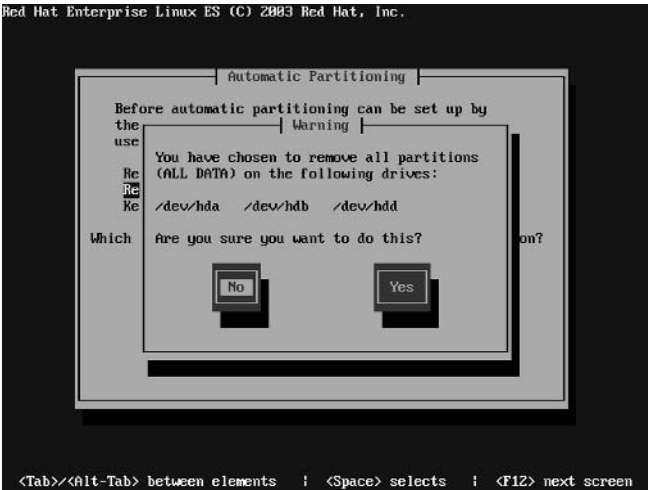 Red Hat Enterprise Linux ES (C) 2003 Red Hat, Inc.
Automatic Partitioning
Before automatic partitioning can be set up by
the
Warning
use
You have chosen to remove all partitions
Re (ALL DATA) on the following drives:
Re
Ke /dev/hda /dev/hdb /dev/hdd
Which Are you sure you want to do this? on?
No Yes
<Tab>/<Alt-Tab> between elements | <Space> selects | <F12> next screen